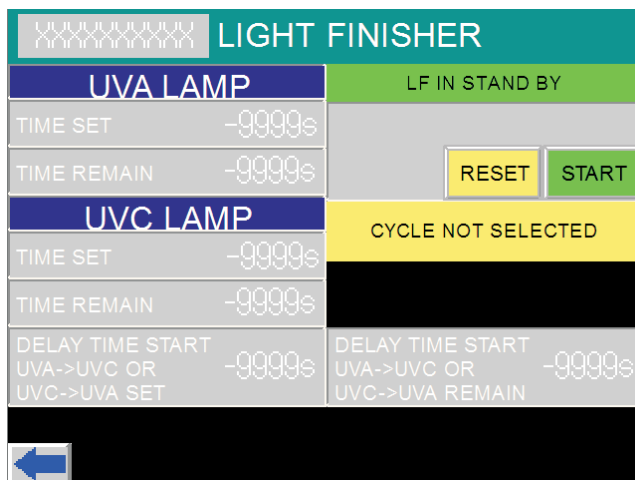 XXXXXXXXX LIGHT FINISHER
UVA LAMP
LF IN STAND BY
TIME SET -9999s
TIME REMAIN -9999s
RESET START
UVC LAMP
CYCLE NOT SELECTED
TIME SET -9999s
TIME REMAIN -9999s
DELAY TIME START
UVA->UVC OR -9999s
UVC->UVA SET
DELAY TIME START
UVA->UVC OR -9999s
UVC->UVA REMAIN